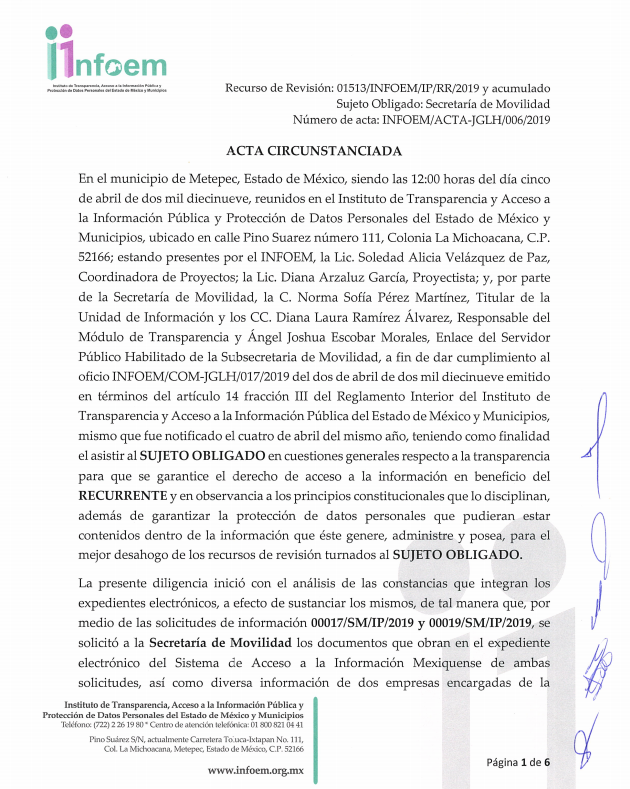 infoem
Instituto de Transparencia, Acceso a la Información Pública y
Protección de Datos Personales del Estado de México y Municipios
Recurso de Revisión: 01513/INFOEM/IP/RR/2019 y acumulado
Sujeto Obligado: Secretaría de Movilidad
Número de acta: INFOEM/ACTA-JGLH/006/2019
ACTA CIRCUNSTANCIADA
En el municipio de Metepec, Estado de México, siendo las 12:00 horas del día cinco
de abril de dos mil diecinueve, reunidos en el Instituto de Transparencia y Acceso a
la Información Pública y Protección de Datos Personales del Estado de México y
Municipios, ubicado en calle Pino Suarez número 111, Colonia La Michoacana, C.P.
52166; estando presentes por el INFOEM, la Lic. Soledad Alicia Velázquez de Paz,
Coordinadora de Proyectos; la Lic. Diana Arzaluz García, Proyectista; y, por parte
de la Secretaría de Movilidad, la C. Norma Sofía Pérez Martínez, Titular de la
Unidad de Información y los CC. Diana Laura Ramírez Álvarez, Responsable del
Módulo de Transparencia y Ángel Joshua Escobar Morales, Enlace del Servidor
Público Habilitado de la Subsecretaria de Movilidad, a fin de dar cumplimiento al
oficio INFOEM/COM-JGLH/017/2019 del dos de abril de dos mil diecinueve emitido
en términos del artículo 14 fracción III del Reglamento Interior del Instituto de
Transparencia y Acceso a la Información Pública del Estado de México y Municipios,
mismo que fue notificado el cuatro de abril del mismo año, teniendo como finalidad
el asistir al SUJETO OBLIGADO en cuestiones generales respecto a la transparencia
para que se garantice el derecho de acceso a la información en beneficio del
RECURRENTE y en observancia a los principios constitucionales que lo disciplinan,
además de garantizar la protección de datos personales que pudieran estar
contenidos dentro de la información que éste genere, administre y posea, para el
mejor desahogo de los recursos de revisión turnados al SUJETO OBLIGADO.
La presente diligencia inició con el análisis de las constancias que integran los
expedientes electrónicos, a efecto de sustanciar los mismos, de tal manera que, por
medio de las solicitudes de información 00017/SM/IP/2019 y 00019/SM/IP/2019, se
solicitó a la Secretaría de Movilidad los documentos que obran en el expediente
electrónico del Sistema de Acceso a la Información Mexiquense de ambas
solicitudes, así como diversa información de dos empresas encargadas de la
Instituto de Transparencia, Acceso a la Información Pública y
Protección de Datos Personales del Estado de México y Municipios
Teléfono: (722) 2 26 19 80 * Centro de atención telefónica: 01 800 821 04 41
Pino Suárez S/N, actualmente Carretera Toluca-Ixtapan No. 111,
Col. La Michoacana, Metepec, Estado de México, C.P. 52166
www.infoem.org.mx
Página 1 de 6